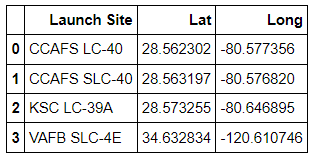 Launch Site Lat Long
0 CCAFS LC-40 28.562302 -80.577356
1 CCAFS SLC-40 28.563197 -80.576820
2 KSC LC-39A 28.573255 -80.646895
3 VAFB SLC-4E 34.632834 -120.610746